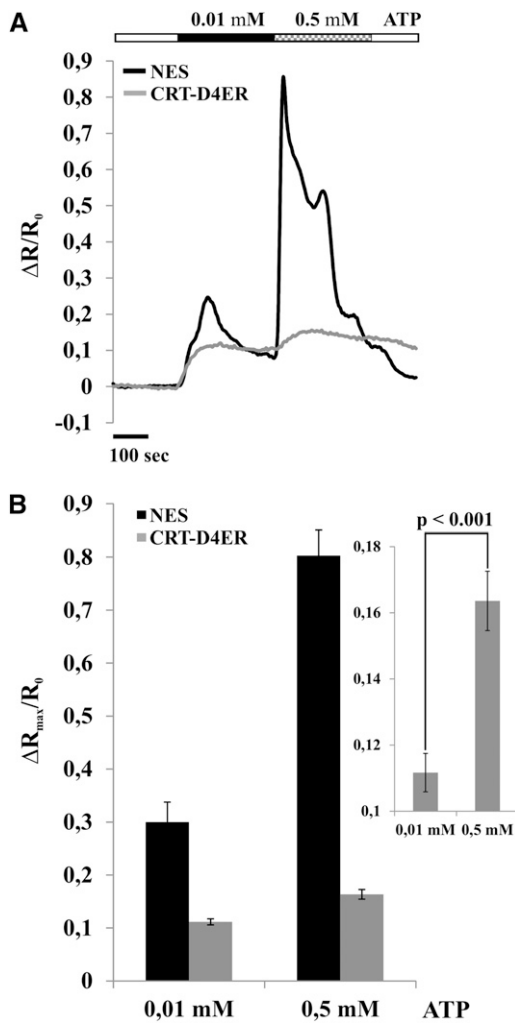 A
0.01 mM 0.5 mM ATP
0,9
0,8
0,7
0,6
0,5
0,4
0,3
0,2
0,1
0
-0,1
ΔR/R0
NES
CRT-D4ER
100 sec
B
0,9
0,8
0,7
0,6
0,5
0,4
0,3
0,2
0,1
0
ΔRmax/R0
NES
CRT-D4ER
p < 0.001
0,18
0,16
0,14
0,12
0,1
0,01 mM 0,5 mM
0,01 mM 0,5 mM ATP